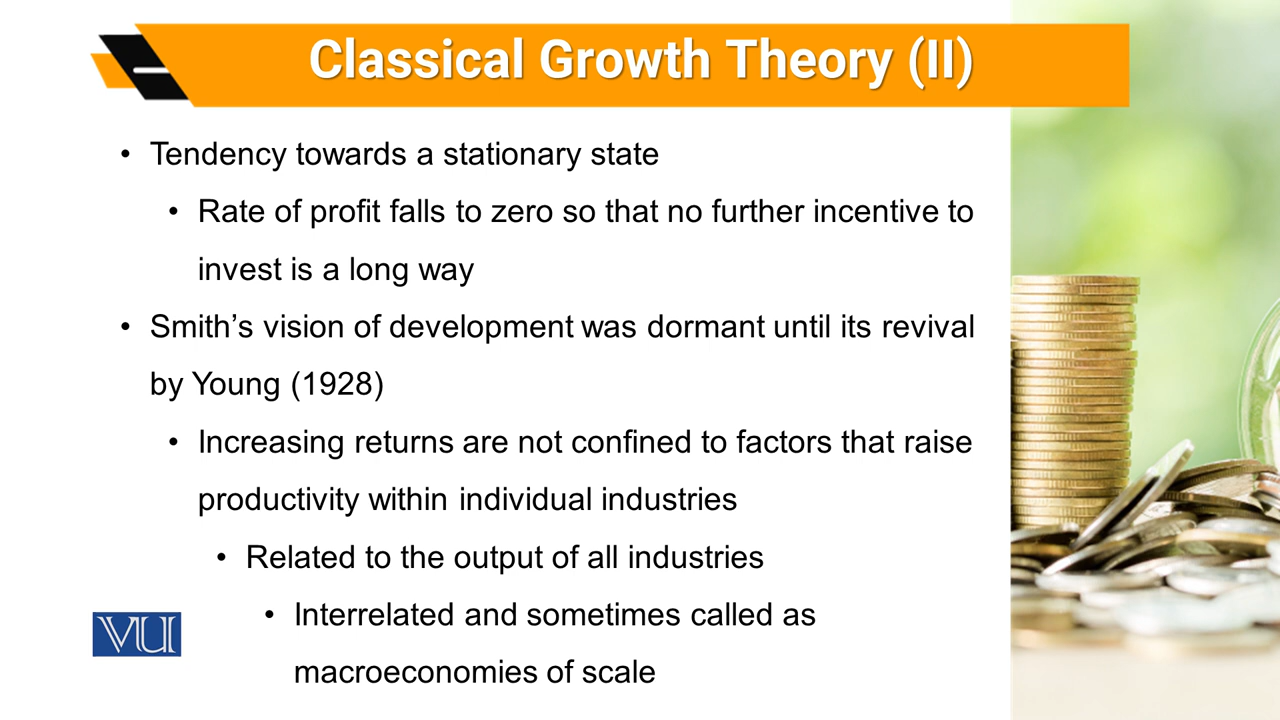 Classical Growth Theory (II)
• Tendency towards a stationary state
• Rate of profit falls to zero so that no further incentive to
invest is a long way
• Smith's vision of development was dormant until its revival
by Young (1928)
• Increasing returns are not confined to factors that raise
productivity within individual industries
• Related to the output of all industries
• Interrelated and sometimes called as
macroeconomies of scale
VU